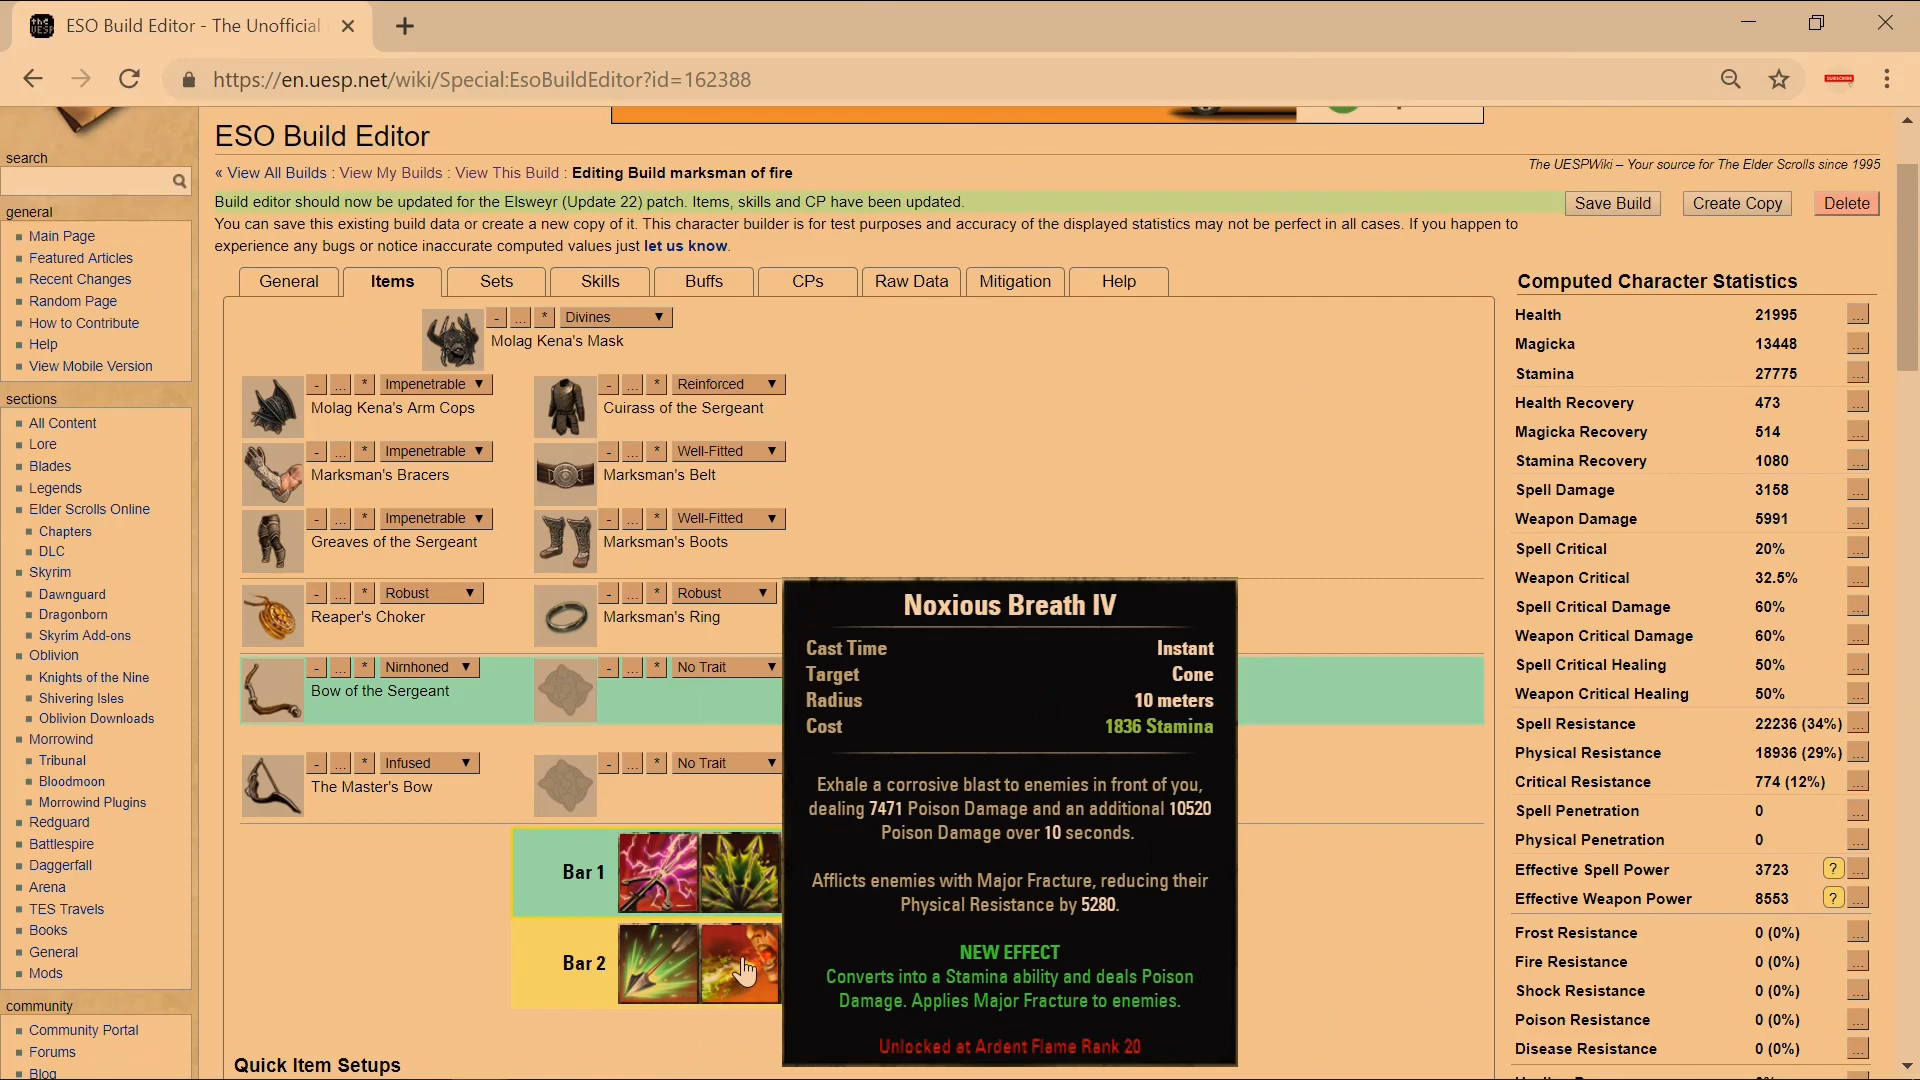 ESO Build Editor - The Unofficial
https://en.uesp.net/wiki/Special:EsoBuildEditor?id=162388
SUBSCRIBE
search
general
Main Page
Featured Articles
Recent Changes
Random Page
How to Contribute
Help
View Mobile Version
sections
All Content
Lore
Blades
Legends
Elder Scrolls Online
Chapters
DLC
Skyrim
Dawnguard
Dragonborn
Skyrim Add-ons
Oblivion
Knights of the Nine
Shivering Isles
Oblivion Downloads
Morrowind
Tribunal
Bloodmoon
Morrowind Plugins
Redguard
Battlespire
Daggerfall
Arena
TES Travels
Books
General
Mods
community
Community Portal
Forums
Blog
ESO Build Editor
The UESPWiki – Your source for The Elder Scrolls since 1995
« View All Builds : View My Builds : View This Build : Editing Build marksman of fire
Build editor should now be updated for the Elsweyr (Update 22) patch. Items, skills and CP have been updated.
Save Build Create Copy Delete
You can save this existing build data or create a new copy of it. This character builder is for test purposes and accuracy of the displayed statistics may not be perfect in all cases. If you happen to
experience any bugs or notice inaccurate computed values just let us know.
General Items Sets Skills Buffs CPs Raw Data Mitigation Help
- ... * Divines
Molag Kena's Mask
- ... * Impenetrable - ... * Reinforced
Molag Kena's Arm Cops Cuirass of the Sergeant
- ... * Impenetrable - ... * Well-Fitted
Marksman's Bracers Marksman's Belt
- ... * Impenetrable - ... * Well-Fitted
Greaves of the Sergeant Marksman's Boots
- ... * Robust - ... * Robust
Reaper's Choker Marksman's Ring
- ... * Nirnhoned - ... * No Trait
Bow of the Sergeant
- ... * Infused - ... * No Trait
The Master's Bow
Bar 1
Bar 2
Quick Item Setups
Noxious Breath IV
Cast Time Instant
Target Cone
Radius 10 meters
Cost 1836 Stamina
Exhale a corrosive blast to enemies in front of you,
dealing 7471 Poison Damage and an additional 10520
Poison Damage over 10 seconds.
Afflicts enemies with Major Fracture, reducing their
Physical Resistance by 5280.
NEW EFFECT
Converts into a Stamina ability and deals Poison
Damage. Applies Major Fracture to enemies.
Unlocked at Ardent Flame Rank 20
Computed Character Statistics
Health 21995 ...
Magicka 13448 ...
Stamina 27775 ...
Health Recovery 473 ...
Magicka Recovery 514 ...
Stamina Recovery 1080 ...
Spell Damage 3158 ...
Weapon Damage 5991 ...
Spell Critical 20% ...
Weapon Critical 32.5% ...
Spell Critical Damage 60% ...
Weapon Critical Damage 60% ...
Spell Critical Healing 50% ...
Weapon Critical Healing 50% ...
Spell Resistance 22236 (34%) ...
Physical Resistance 18936 (29%) ...
Critical Resistance 774 (12%) ...
Spell Penetration 0 ...
Physical Penetration 0 ...
Effective Spell Power 3723 ? ...
Effective Weapon Power 8553 ? ...
Frost Resistance 0 (0%) ...
Fire Resistance 0 (0%) ...
Shock Resistance 0 (0%) ...
Poison Resistance 0 (0%) ...
Disease Resistance 0 (0%) ...